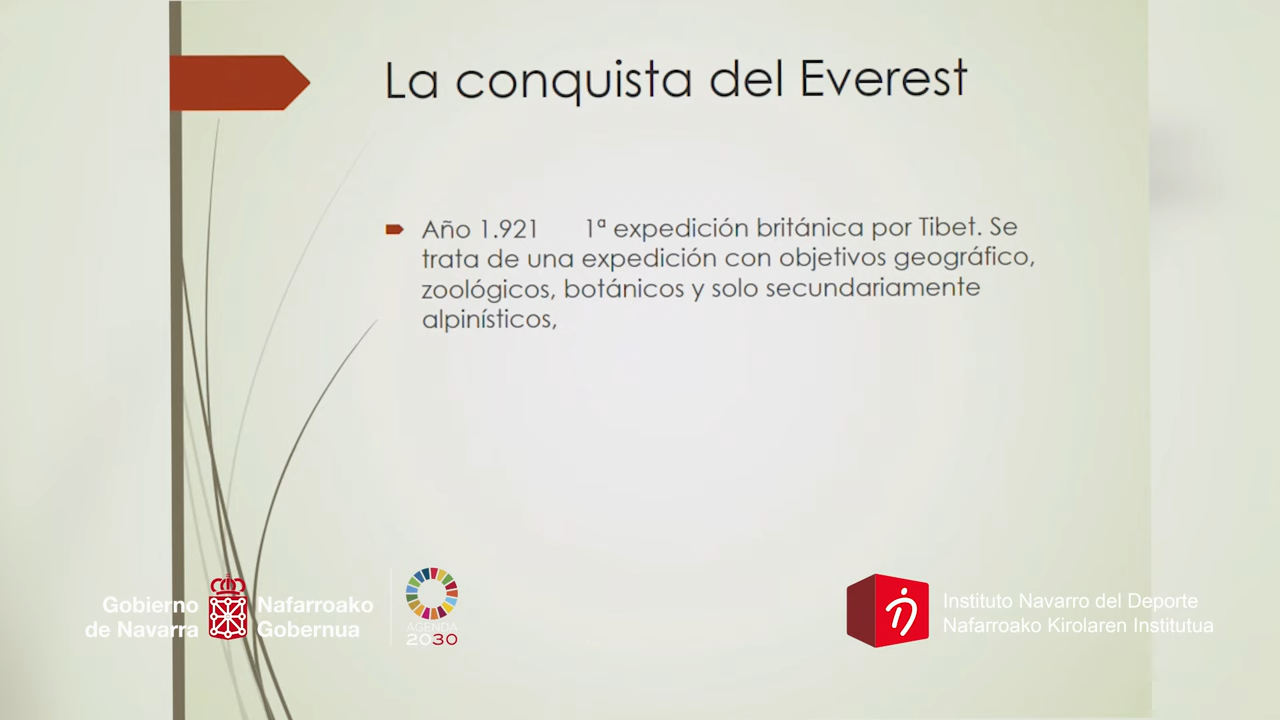 La conquista del Everest
Año 1.921 1ª expedición británica por Tibet. Se
trata de una expedición con objetivos geográfico,
zoológicos, botánicos y solo secundariamente
alpinísticos,
Gobierno
de Navarra
Nafarroako
Gobernua
AGENDA
2030
Instituto Navarro del Deporte
Nafarroako Kirolaren Institutua